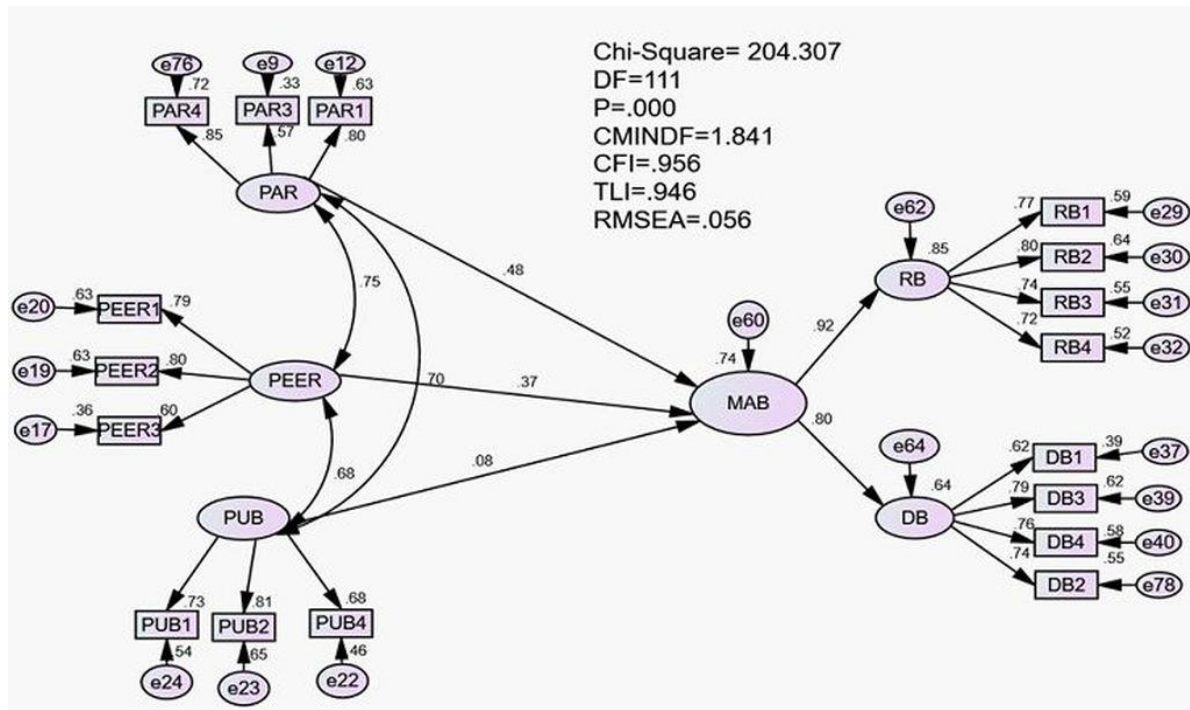 Chi-Square= 204.307
DF=111
P=.000
CMINDF=1.841
CFI=.956
TLI=.946
RMSEA=.056
e76
e9
e12
.72
.33
.63
PAR4
PAR3
PAR1
.85
.57
.80
PAR
.48
.75
e20
.63
PEER1
.79
e19
.63
PEER2
.80
e17
.36
PEER3
.60
PEER
.70
.37
.68
.08
PUB
.73
.81
.68
PUB1
PUB2
PUB4
.54
.65
.46
e24
e23
e22
e60
.74
MAB
.92
.80
e62
.85
RB
.77
RB1
.59
e29
.80
RB2
.64
e30
.74
RB3
.55
e31
.72
RB4
.52
e32
e64
.64
DB
.62
DB1
.39
e37
.79
DB3
.62
e39
.76
DB4
.58
e40
.74
DB2
.55
e78